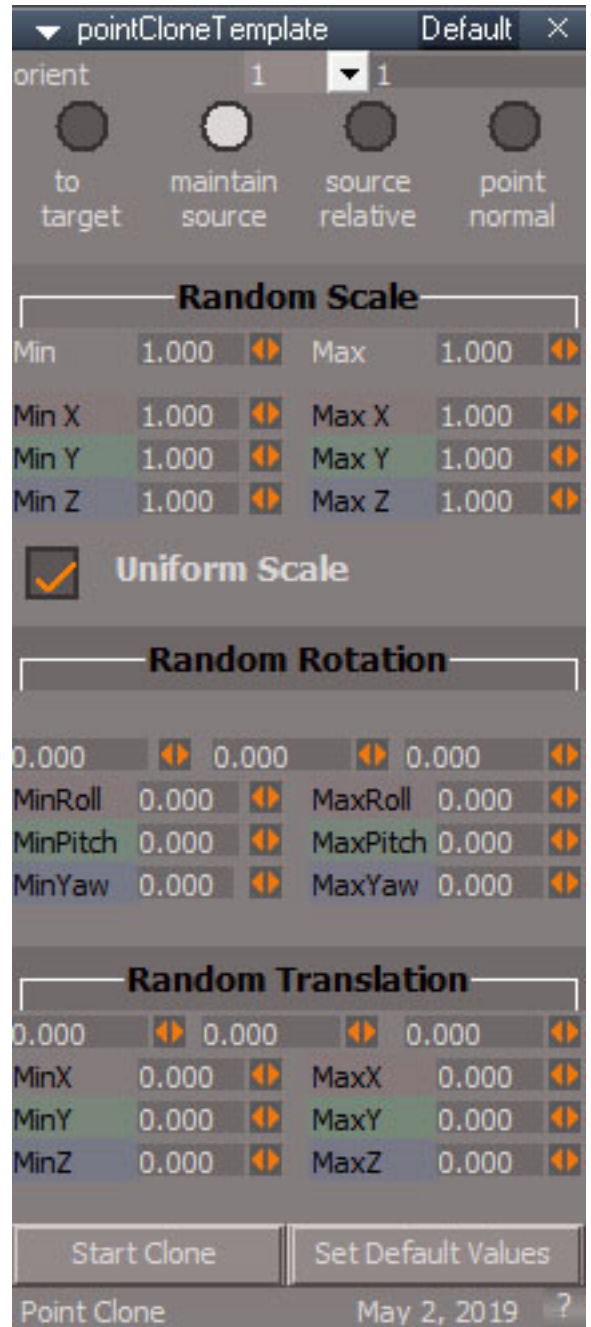 pointCloneTemplate Default ×
orient 1 1
to target maintain source source relative point normal
Random Scale
Min 1.000 Max 1.000
Min X 1.000 Max X 1.000
Min Y 1.000 Max Y 1.000
Min Z 1.000 Max Z 1.000
Uniform Scale
Random Rotation
0.000 0.000 0.000
MinRoll 0.000 MaxRoll 0.000
MinPitch 0.000 MaxPitch 0.000
MinYaw 0.000 MaxYaw 0.000
Random Translation
0.000 0.000 0.000
MinX 0.000 MaxX 0.000
MinY 0.000 MaxY 0.000
MinZ 0.000 MaxZ 0.000
Start Clone Set Default Values
Point Clone May 2, 2019 ?